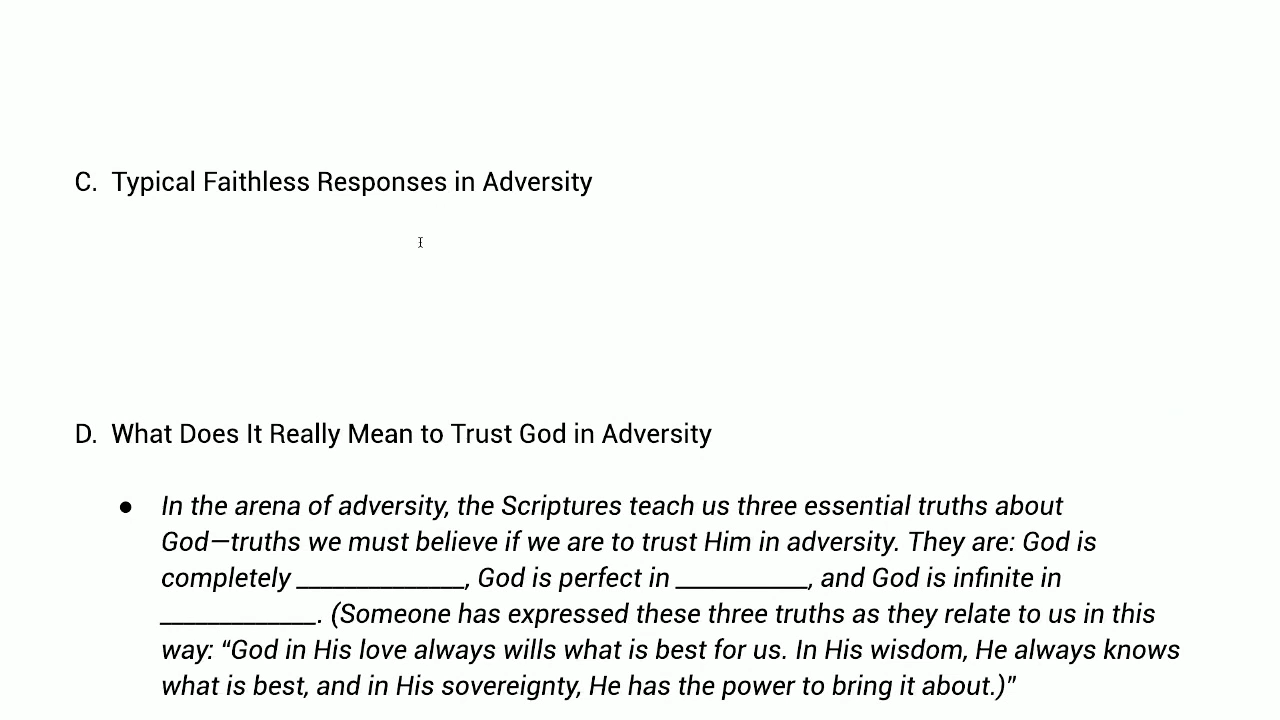 C. Typical Faithless Responses in Adversity
D. What Does It Really Mean to Trust God in Adversity
● In the arena of adversity, the Scriptures teach us three essential truths about
God—truths we must believe if we are to trust Him in adversity. They are: God is
completely ______________, God is perfect in ___________, and God is infinite in
_____________. (Someone has expressed these three truths as they relate to us in this
way: “God in His love always wills what is best for us. In His wisdom, He always knows
what is best, and in His sovereignty, He has the power to bring it about.)”